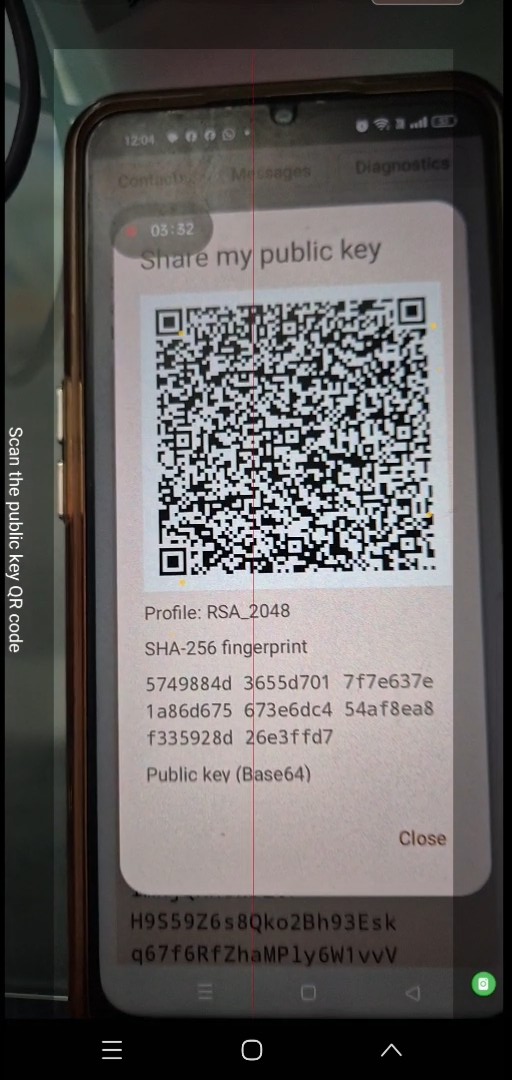 12:04
Contacts Messages Diagnostics
03:32
Share my public key
Profile: RSA_2048
SHA-256 fingerprint
5749884d 3655d701 7f7e637e
1a86d675 673e6dc4 54af8ea8
f335928d 26e3ffd7
Public key (Base64)
Close
H9S59Z6s8Qko2Bh93Esk
q67f6RfZhaMPly6W1vvV
Scan the public key QR code